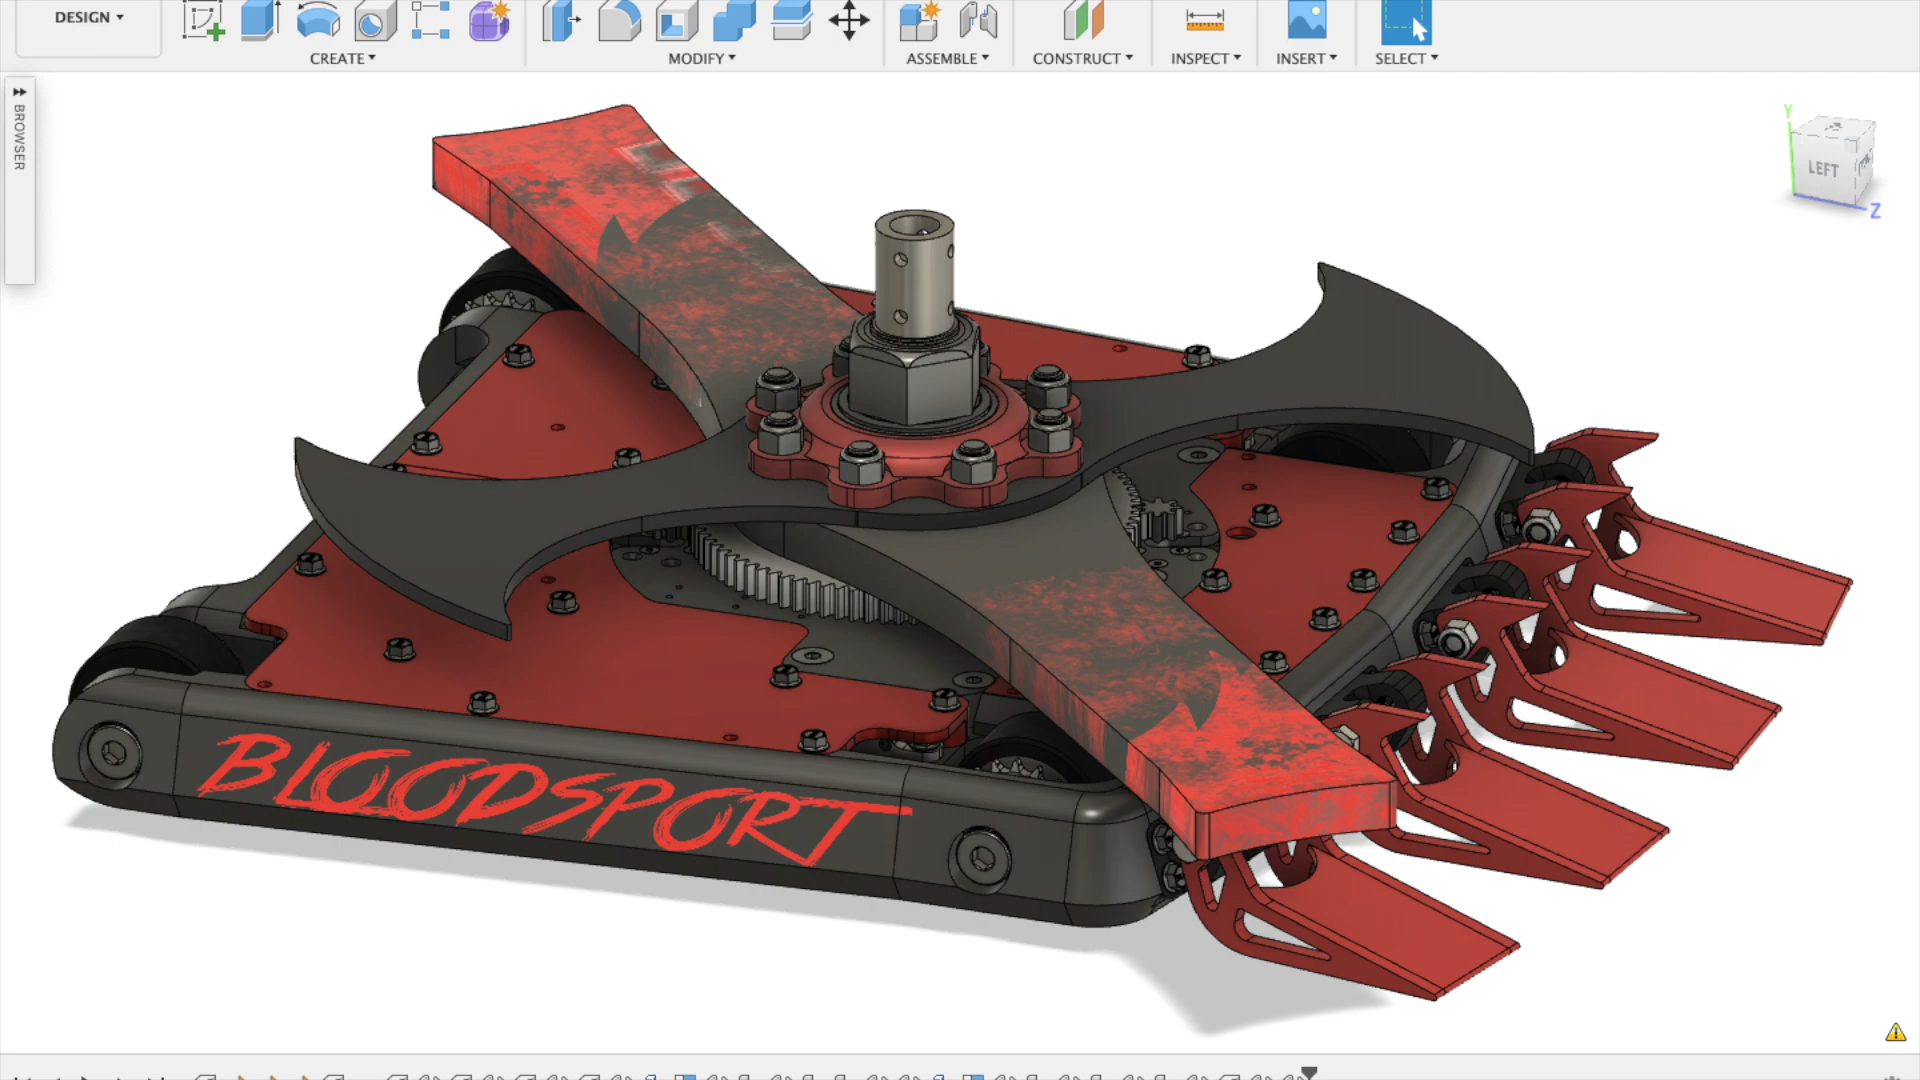 DESIGN
CREATE
MODIFY
ASSEMBLE
CONSTRUCT
INSPECT
INSERT
SELECT
BROWSER
Y
LEFT
Z
BLOODSPORT